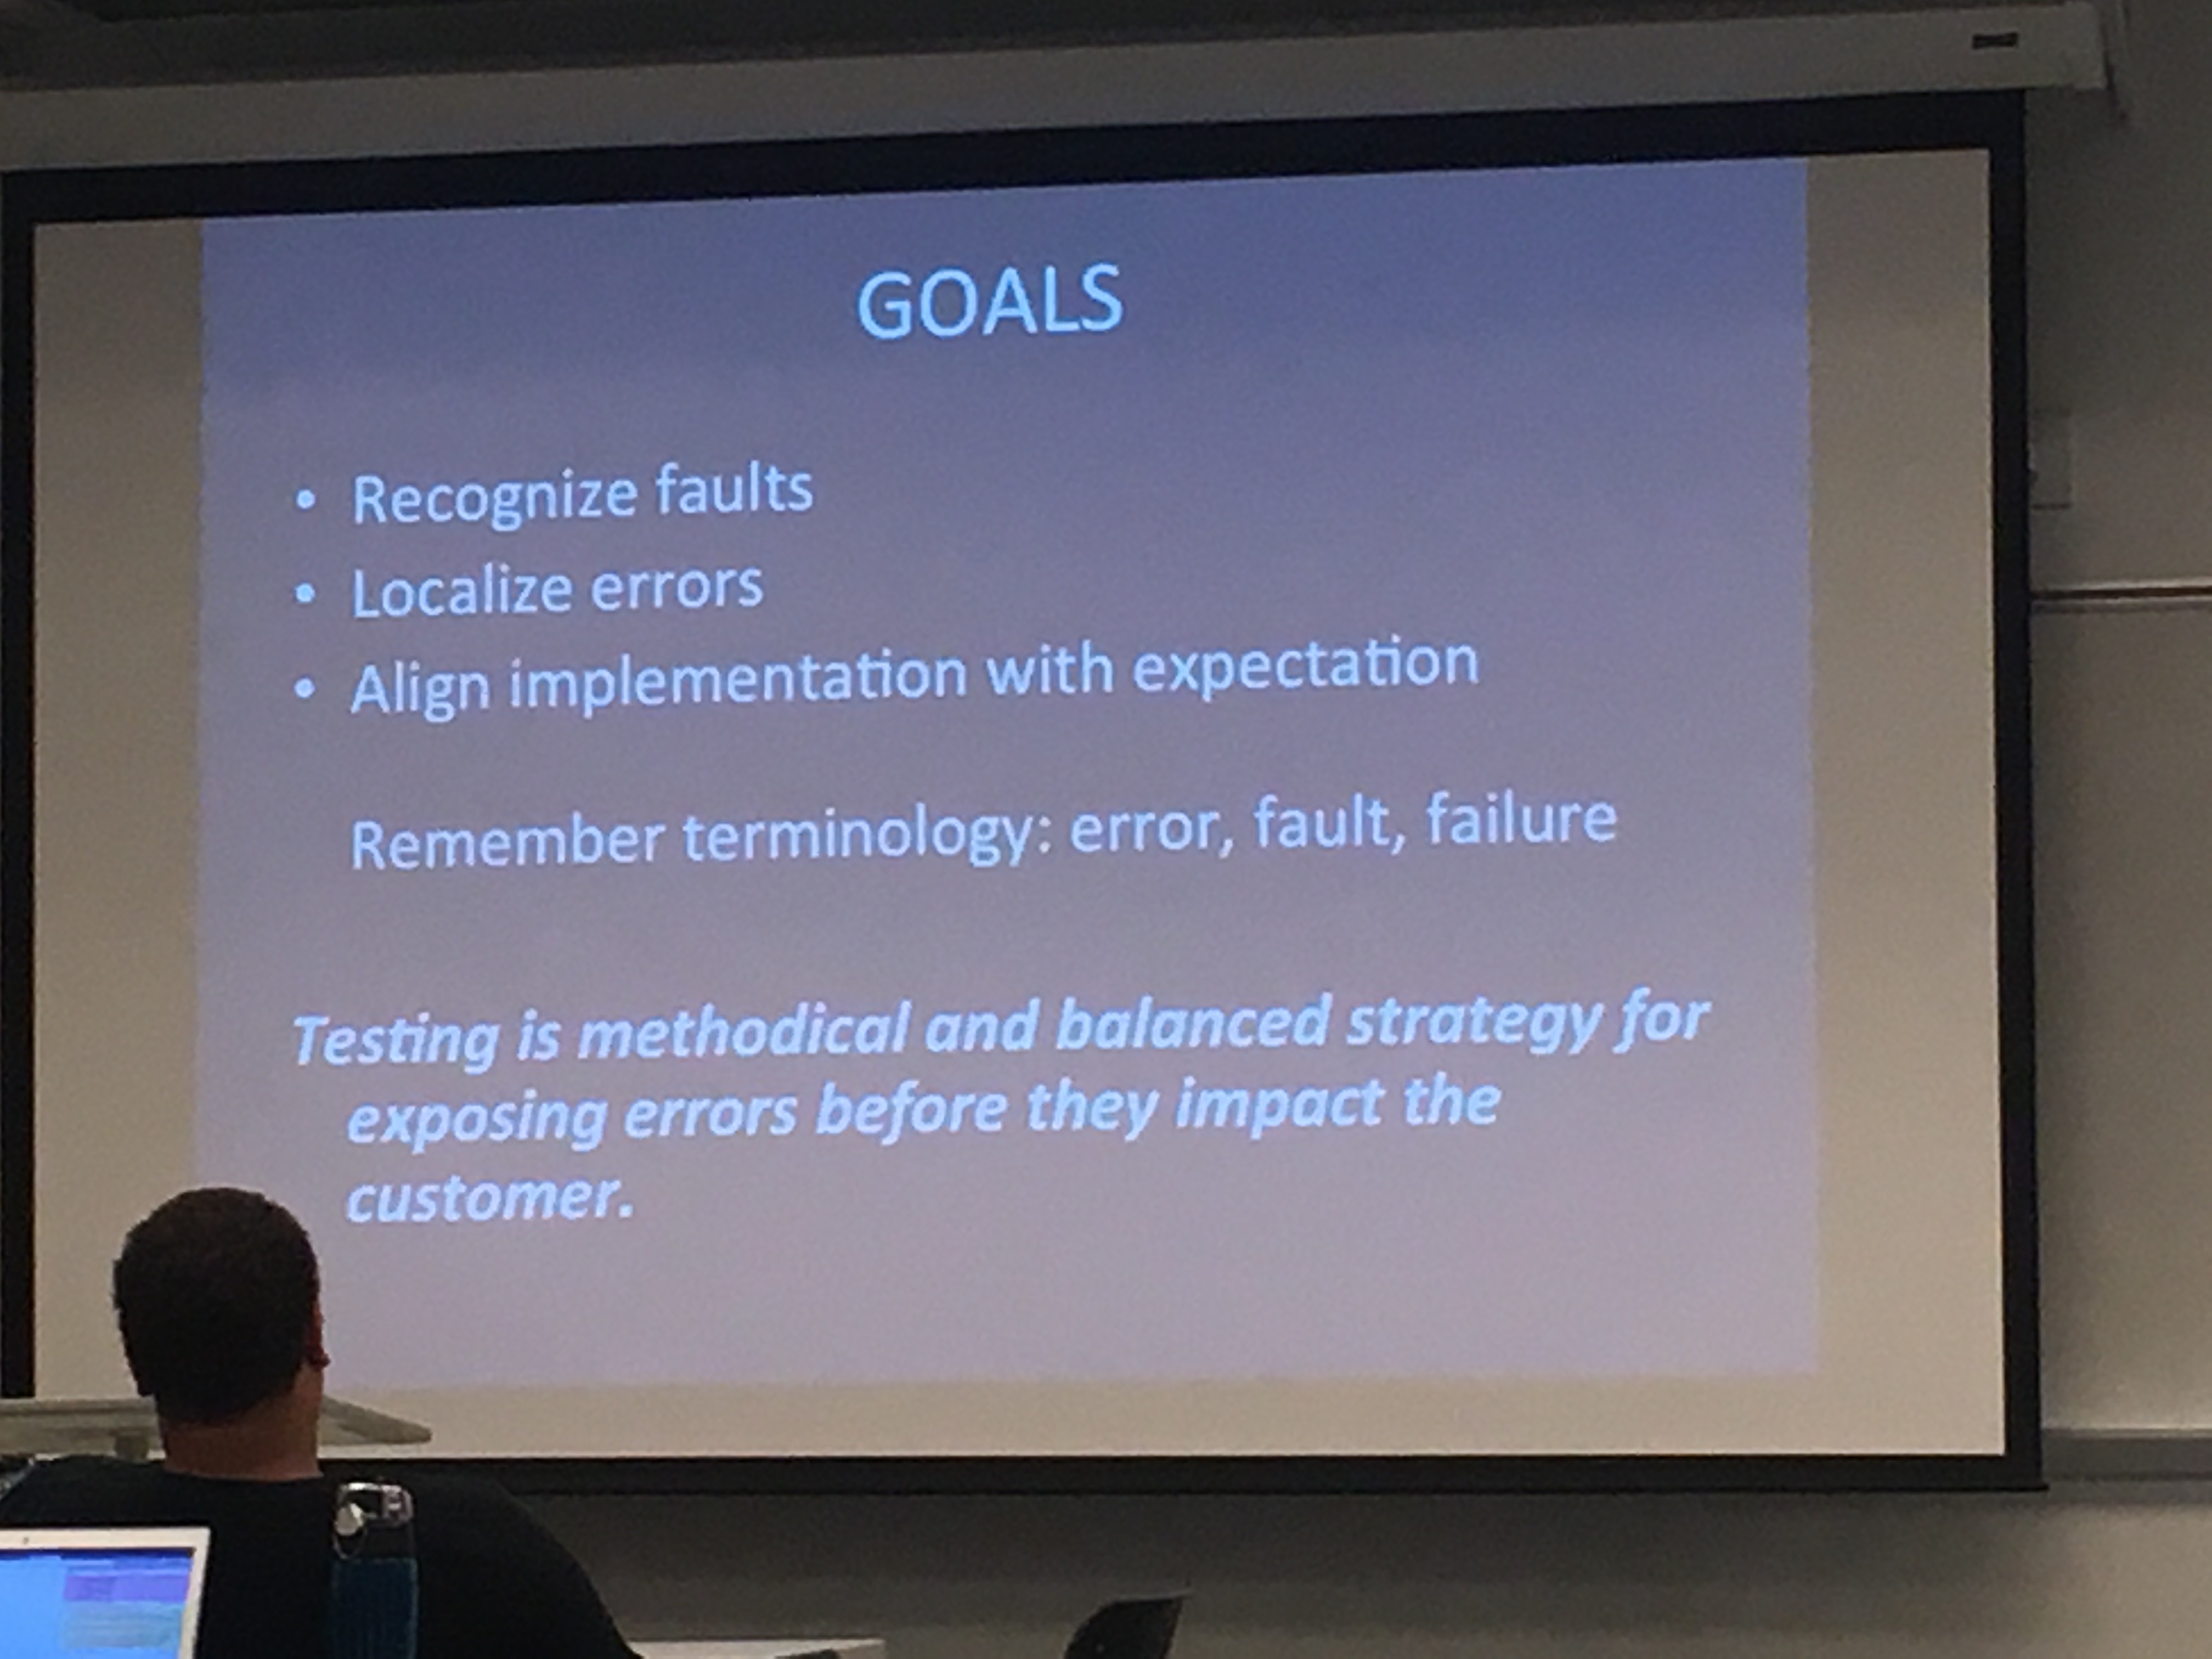 GOALS
• Recognize faults
• Localize errors
• Align implementation with expectation
Remember terminology: error, fault, failure
Testing is methodical and balanced strategy for
exposing errors before they impact the
customer.